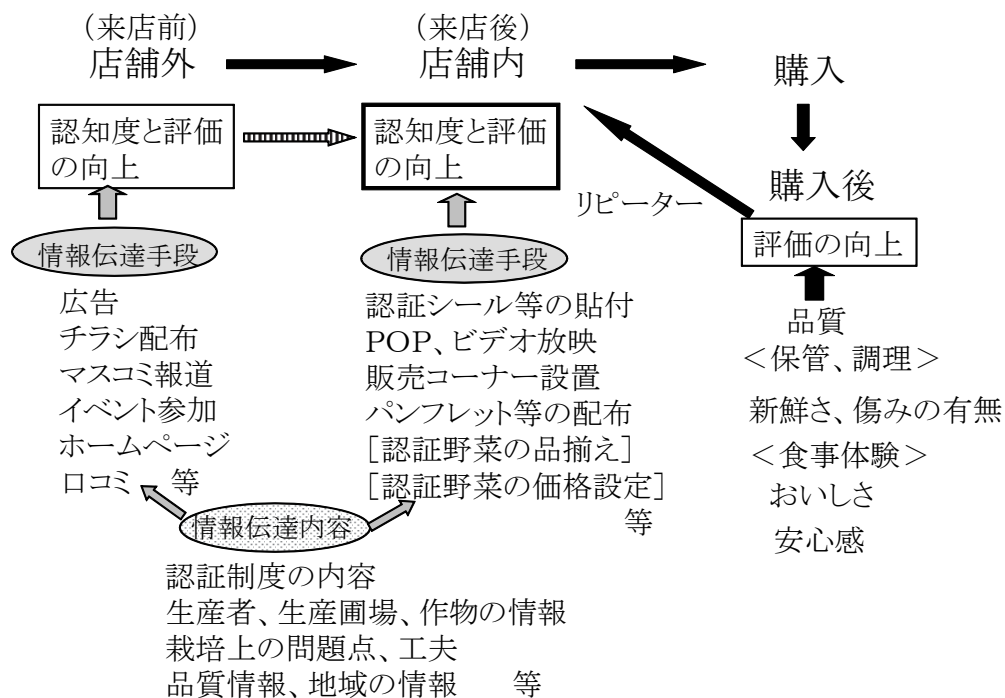 （来店前）
店舗外
認知度と評価
の向上
情報伝達手段
広告
チラシ配布
マスコミ報道
イベント参加
ホームページ
口コミ　等
（来店後）
店舗内
認知度と評価
の向上
情報伝達手段
認証シール等の貼付
POP、ビデオ放映
販売コーナー設置
パンフレット等の配布
［認証野菜の品揃え］
［認証野菜の価格設定］
等
情報伝達内容
認証制度の内容
生産者、生産圃場、作物の情報
栽培上の問題点、工夫
品質情報、地域の情報　　等
リピーター
購入
購入後
評価の向上
品質
＜保管、調理＞
新鮮さ、傷みの有無
＜食事体験＞
おいしさ
安心感